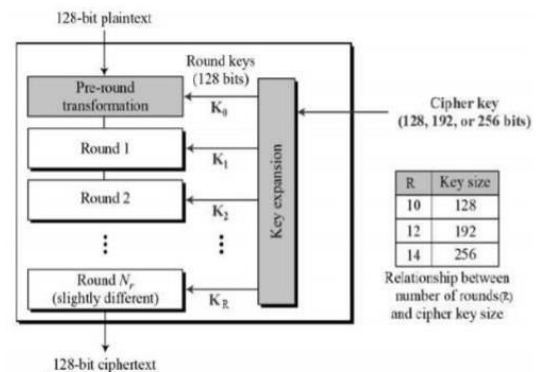 128-bit plaintext
Round keys
(128 bits)
Pre-round
transformation
K₀
Cipher key
(128, 192, or 256 bits)
Round 1
K₁
Round 2
K₂
Key expansion
Round Nᵣ
(slightly different)
K_R
R Key size
10 128
12 192
14 256
Relationship between
number of rounds(R)
and cipher key size
128-bit ciphertext